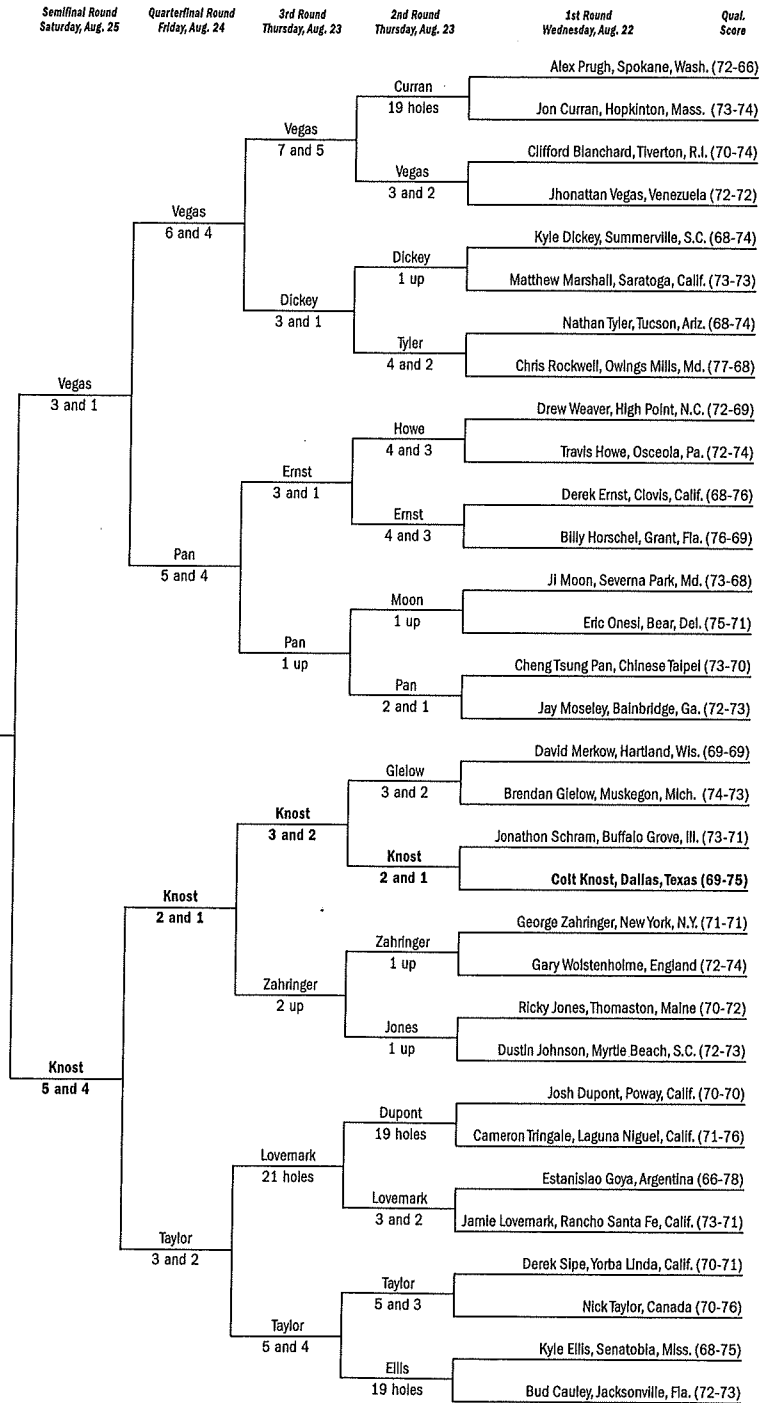 Semifinal Round
Saturday, Aug. 25
Quarterfinal Round
Friday, Aug. 24
3rd Round
Thursday, Aug. 23
2nd Round
Thursday, Aug. 23
1st Round
Wednesday, Aug. 22
Qual.
Score
Alex Prugh, Spokane, Wash. (72-66)
Curran
19 holes
Jon Curran, Hopkinton, Mass. (73-74)
Vegas
7 and 5
Clifford Blanchard, Tiverton, R.I. (70-74)
Vegas
3 and 2
Jhonattan Vegas, Venezuela (72-72)
Vegas
6 and 4
Kyle Dickey, Summerville, S.C. (68-74)
Dickey
1 up
Matthew Marshall, Saratoga, Calif. (73-73)
Dickey
3 and 1
Nathan Tyler, Tucson, Ariz. (68-74)
Tyler
4 and 2
Chris Rockwell, Owings Mills, Md. (77-68)
Vegas
3 and 1
Drew Weaver, High Point, N.C. (72-69)
Howe
4 and 3
Travis Howe, Osceola, Pa. (72-74)
Ernst
3 and 1
Derek Ernst, Clovis, Calif. (68-76)
Ernst
4 and 3
Billy Horschel, Grant, Fla. (76-69)
Pan
5 and 4
Ji Moon, Severna Park, Md. (73-68)
Moon
1 up
Eric Onesi, Bear, Del. (75-71)
Pan
1 up
Cheng Tsung Pan, Chinese Taipei (73-70)
Pan
2 and 1
Jay Moseley, Bainbridge, Ga. (72-73)
David Merkow, Hartland, Wis. (69-69)
Gielow
3 and 2
Brendan Gielow, Muskegon, Mich. (74-73)
Knost
3 and 2
Jonathon Schram, Buffalo Grove, Ill. (73-71)
Knost
2 and 1
Colt Knost, Dallas, Texas (69-75)
Knost
2 and 1
George Zahringer, New York, N.Y. (71-71)
Zahringer
1 up
Gary Wolstenholme, England (72-74)
Zahringer
2 up
Ricky Jones, Thomaston, Maine (70-72)
Jones
1 up
Dustin Johnson, Myrtle Beach, S.C. (72-73)
Knost
5 and 4
Josh Dupont, Poway, Calif. (70-70)
Dupont
19 holes
Cameron Tringale, Laguna Niguel, Calif. (71-76)
Lovemark
21 holes
Estanislao Goya, Argentina (66-78)
Lovemark
3 and 2
Jamie Lovemark, Rancho Santa Fe, Calif. (73-71)
Taylor
3 and 2
Derek Sipe, Yorba Linda, Calif. (70-71)
Taylor
5 and 3
Nick Taylor, Canada (70-76)
Taylor
5 and 4
Kyle Ellis, Senatobia, Miss. (68-75)
Ellis
19 holes
Bud Cauley, Jacksonville, Fla. (72-73)